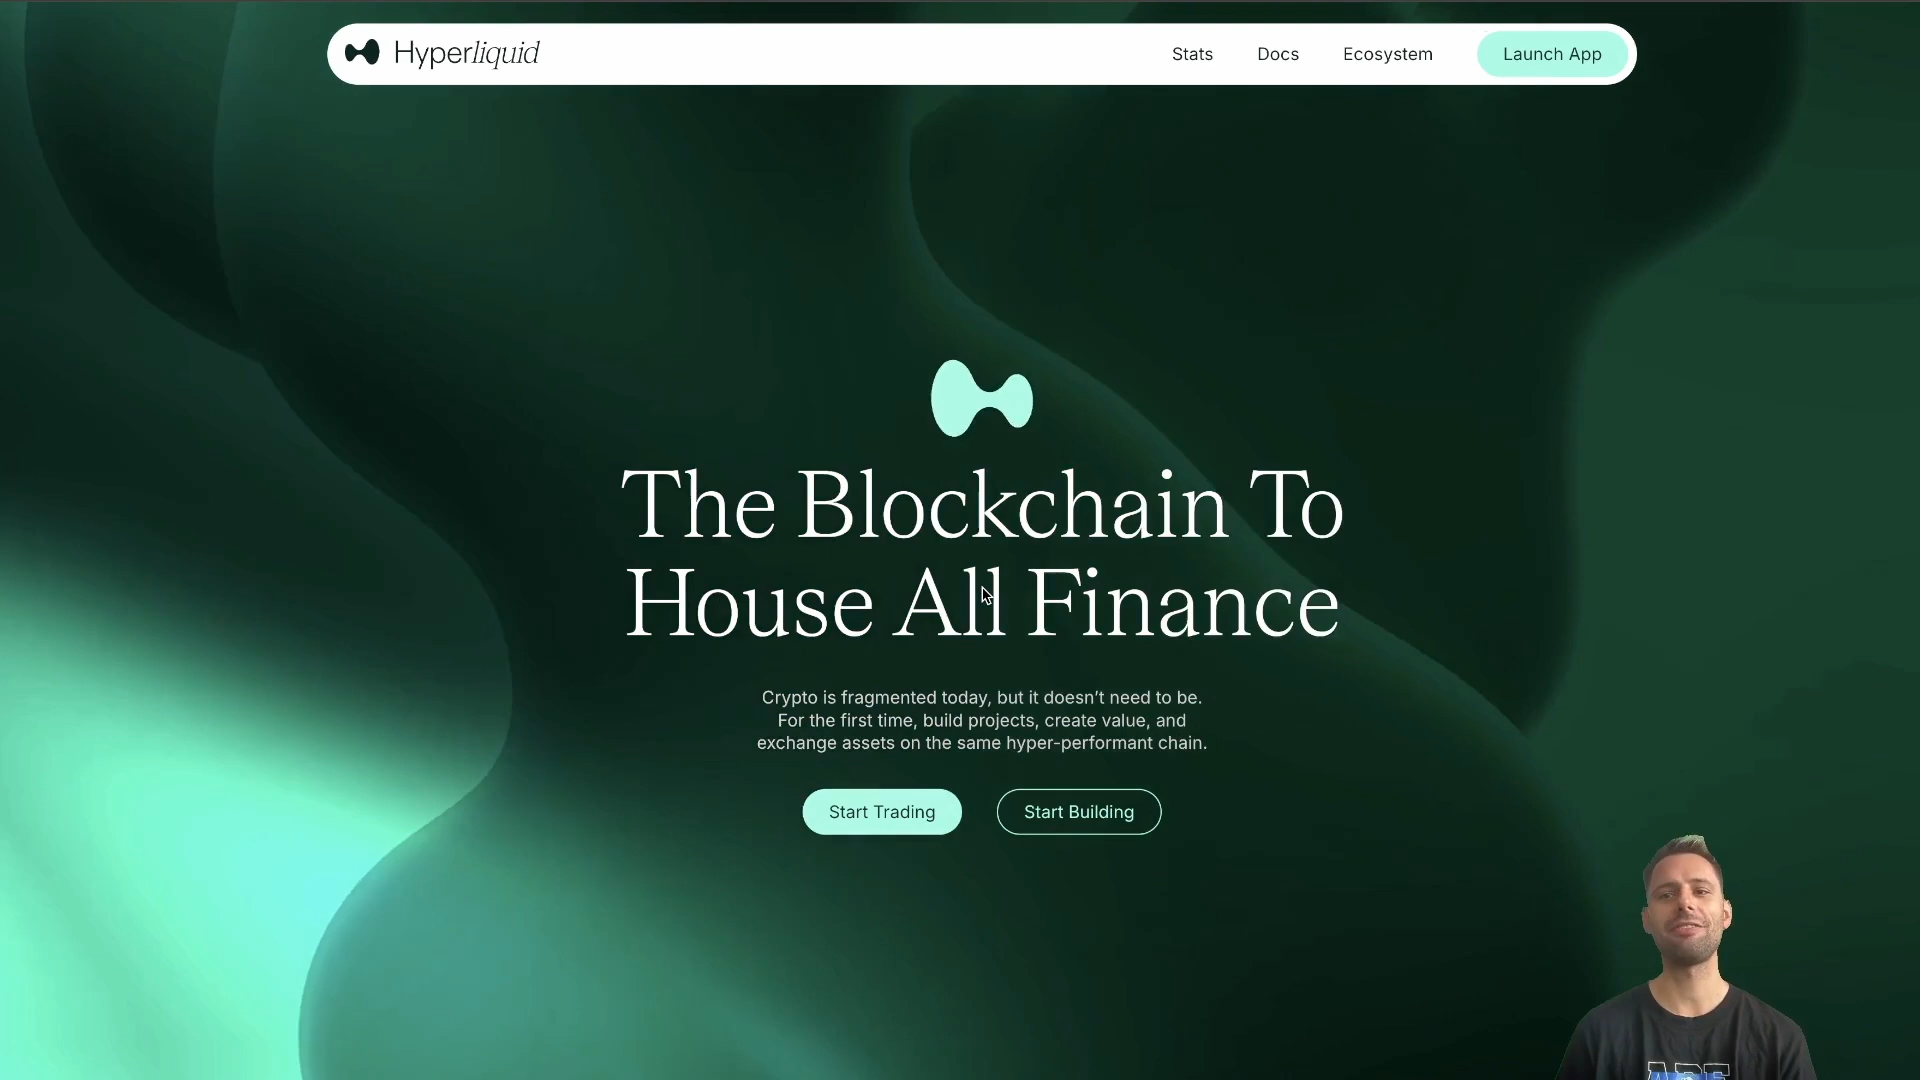 Hyperliquid
Stats
Docs
Ecosystem
Launch App
The Blockchain To
House All Finance
Crypto is fragmented today, but it doesn’t need to be.
For the first time, build projects, create value, and
exchange assets on the same hyper-performant chain.
Start Trading
Start Building